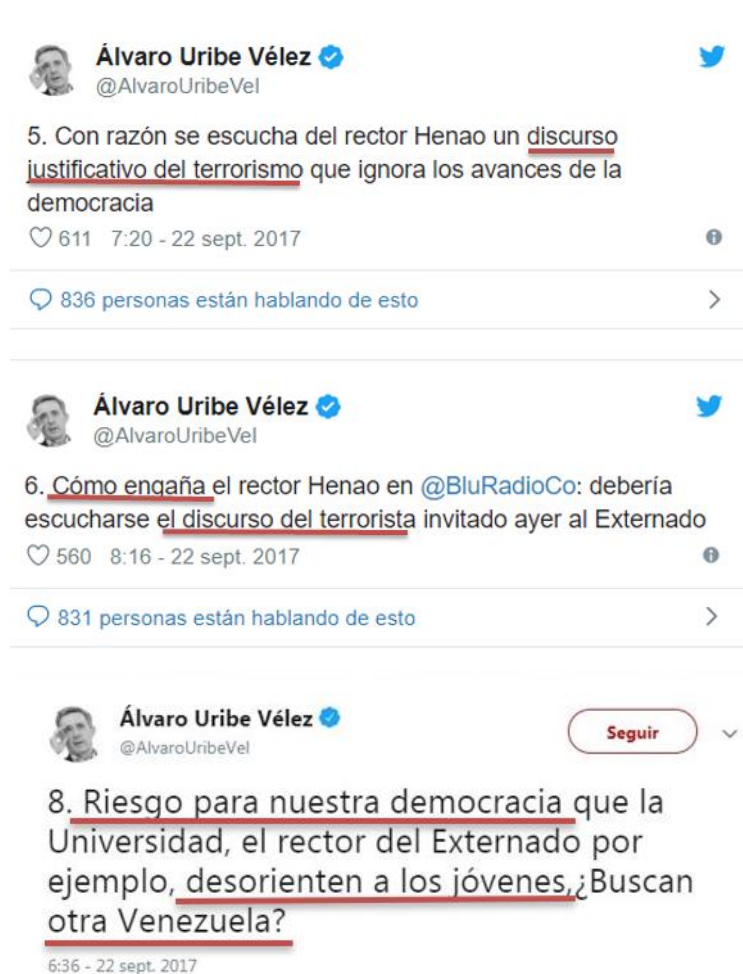 Álvaro Uribe Vélez
@AlvaroUribeVel
5. Con razón se escucha del rector Henao un discurso
justificativo del terrorismo que ignora los avances de la
democracia
611 7:20 - 22 sept. 2017
836 personas están hablando de esto
Álvaro Uribe Vélez
@AlvaroUribeVel
6. Cómo engaña el rector Henao en @BluRadioCo: debería
escucharse el discurso del terrorista invitado ayer al Externado
560 8:16 - 22 sept. 2017
831 personas están hablando de esto
Álvaro Uribe Vélez
@AlvaroUribeVel
Seguir
8. Riesgo para nuestra democracia que la
Universidad, el rector del Externado por
ejemplo, desorienten a los jóvenes,¿Buscan
otra Venezuela?
6:36 - 22 sept. 2017